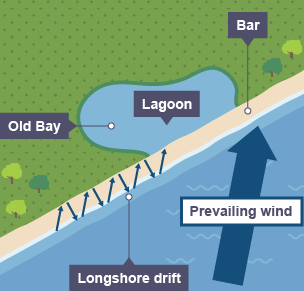 Bar
Lagoon
Old Bay
Prevailing wind
Longshore drift